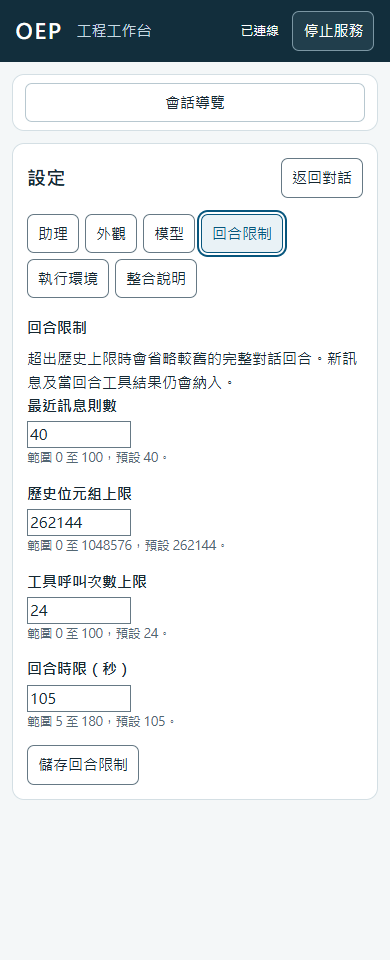 OEP 工程工作台 已連線 停止服務
會話導覽
設定 返回對話
助理 外觀 模型 回合限制
執行環境 整合說明
回合限制
超出歷史上限時會省略較舊的完整對話回合。新訊
息及當回合工具結果仍會納入。
最近訊息則數
40
範圍 0 至 100，預設 40。
歷史位元組上限
262144
範圍 0 至 1048576，預設 262144。
工具呼叫次數上限
24
範圍 0 至 100，預設 24。
回合時限（秒）
105
範圍 5 至 180，預設 105。
儲存回合限制